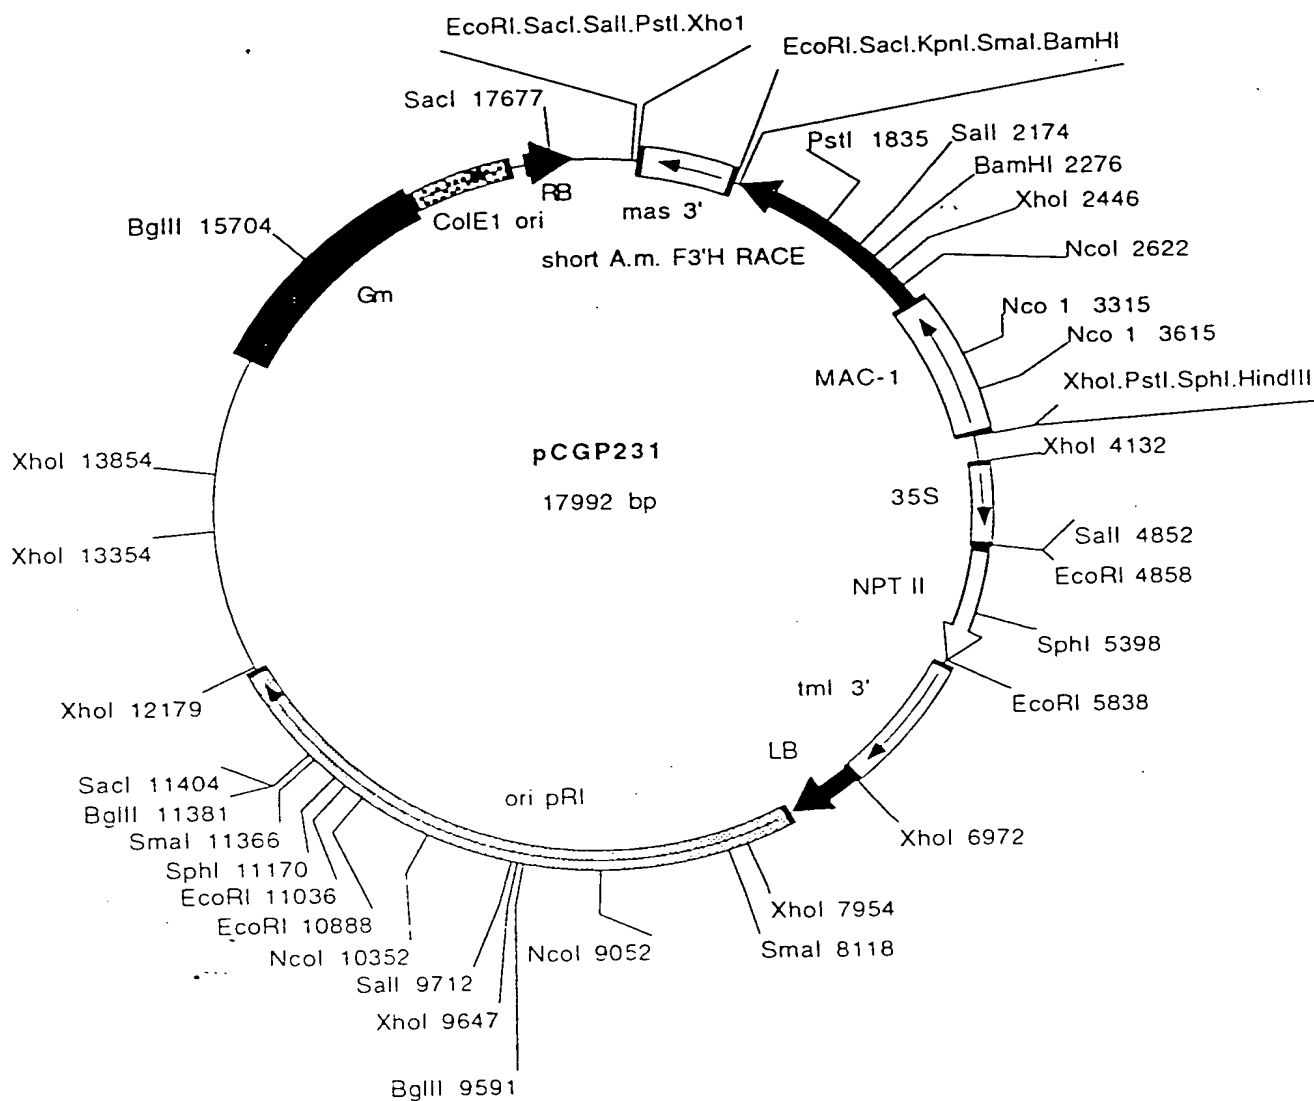 EcoRI.SacI.SalI.PstI.Xho1
EcoRI.SacI.KpnI.SmaI.BamHI
SacI 17677
PstI 1835
SalI 2174
BamHI 2276
XhoI 2446
NcoI 2622
Nco 1 3315
Nco 1 3615
XhoI.PstI.SphI.HindIII
XhoI 4132
SalI 4852
EcoRI 4858
SphI 5398
EcoRI 5838
XhoI 6972
XhoI 7954
SmaI 8118
NcoI 9052
BglII 9591
XhoI 9647
SalI 9712
NcoI 10352
EcoRI 10888
EcoRI 11036
SphI 11170
SmaI 11366
BglII 11381
SacI 11404
XhoI 12179
XhoI 13354
XhoI 13854
BglII 15704
RB
ColE1 ori
Gm
mas 3'
short A.m. F3'H RACE
MAC-1
35S
NPT II
tml 3'
LB
ori pRI
pCGP231
17992 bp